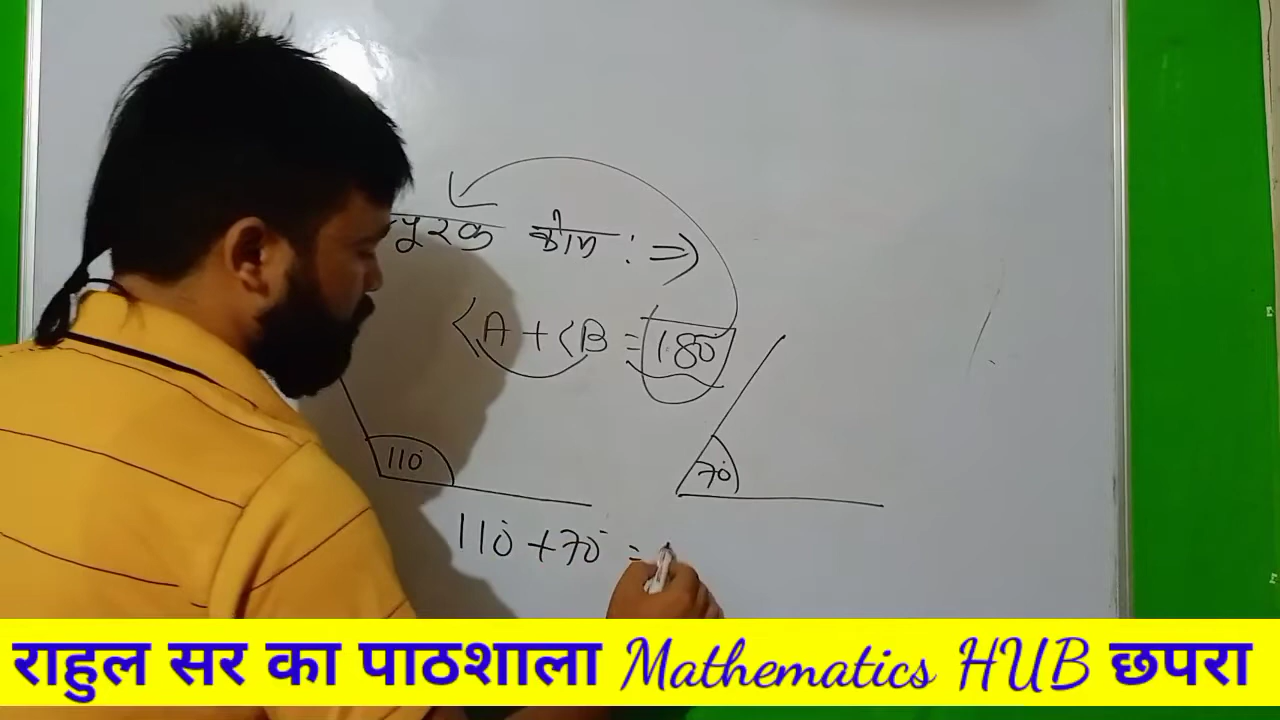 पूरक कोण : ⇒
<A + <B = 180°
110° 70°
110° + 70° =
राहुल सर का पाठशाला Mathematics HUB छपरा